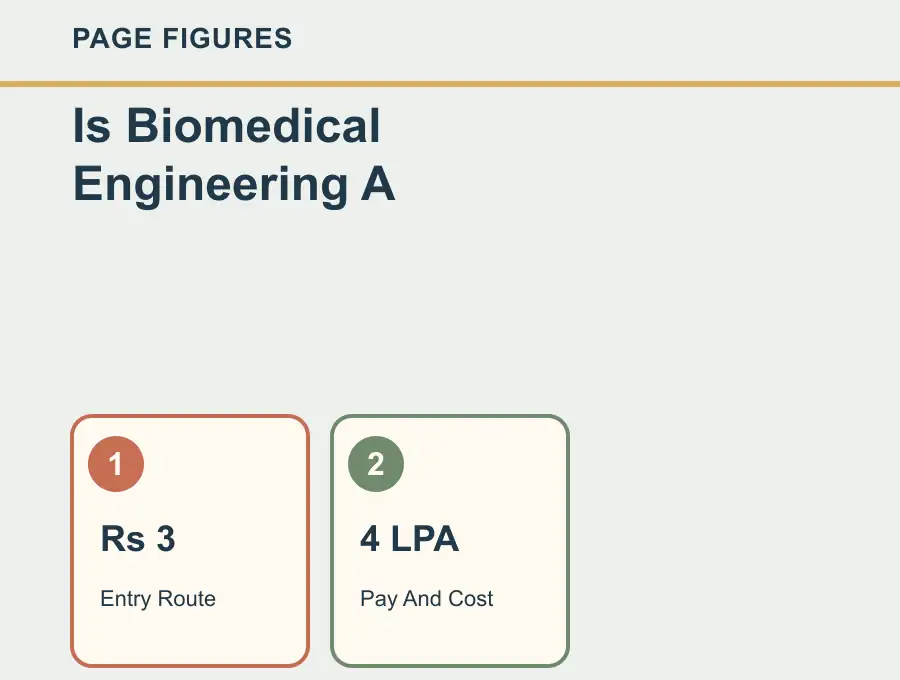 PAGE FIGURES
Is Biomedical
Engineering A
1
Rs 3
Entry Route
2
4 LPA
Pay And Cost